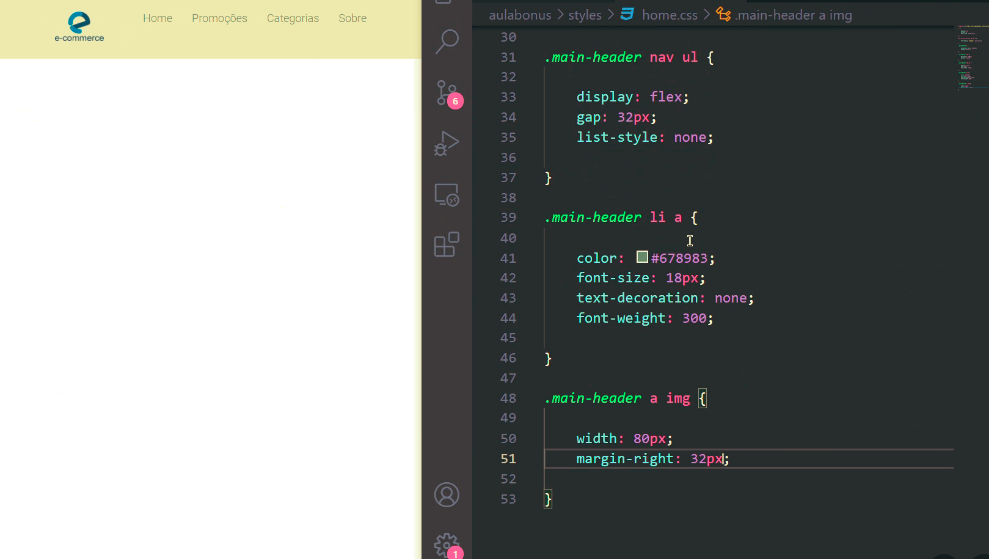 Home Promoções Categorias Sobre
e-commerce
aulabonus > styles > home.css > .main-header a img
30
31 .main-header nav ul {
32
33 display: flex;
34 gap: 32px;
35 list-style: none;
36
37 }
38
39 .main-header li a {
40
41 color: #678983;
42 font-size: 18px;
43 text-decoration: none;
44 font-weight: 300;
45
46 }
47
48 .main-header a img {
49
50 width: 80px;
51 margin-right: 32px;
52
53 }
6
1